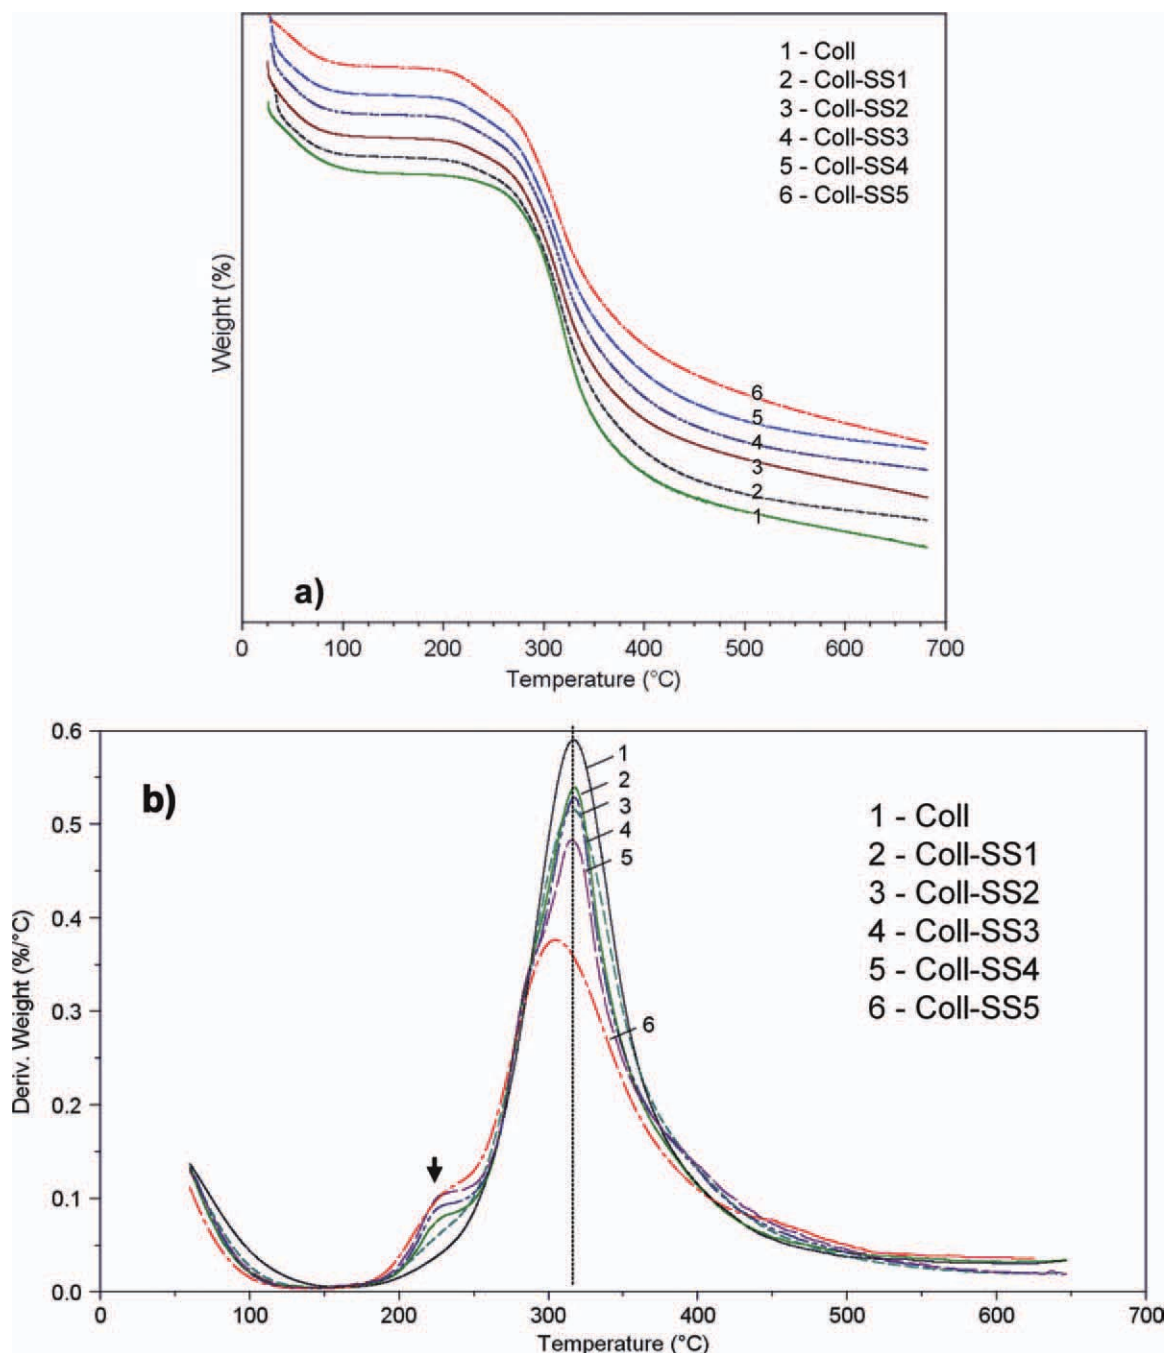 1 - Coll
2 - Coll-SS1
3 - Coll-SS2
4 - Coll-SS3
5 - Coll-SS4
6 - Coll-SS5
Weight (%)
6
5
4
3
2
1
a)
0 100 200 300 400 500 600 700
Temperature (°C)
0.6
0.5
0.4
0.3
0.2
0.1
0.0
Deriv. Weight (%/°C)
b)
1
2
3
4
5
6
1 - Coll
2 - Coll-SS1
3 - Coll-SS2
4 - Coll-SS3
5 - Coll-SS4
6 - Coll-SS5
0 100 200 300 400 500 600 700
Temperature (°C)